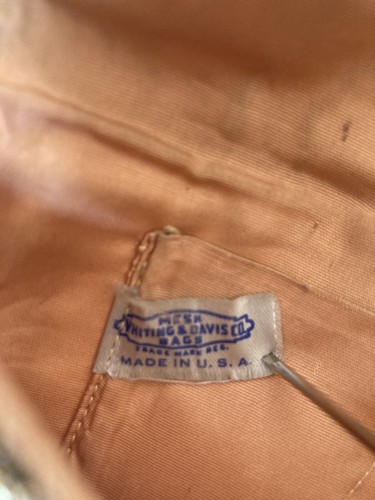 MESH
WHITING & DAVIS CO.
BAGS
TRADE MARK REG.
MADE IN U. S. A.